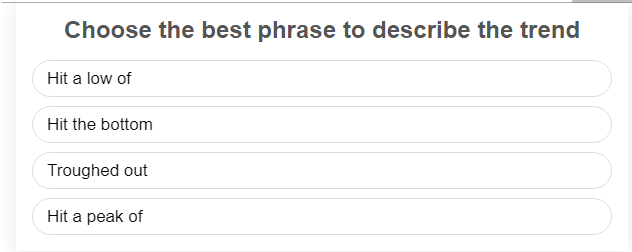 Choose the best phrase to describe the trend
Hit a low of
Hit the bottom
Troughed out
Hit a peak of